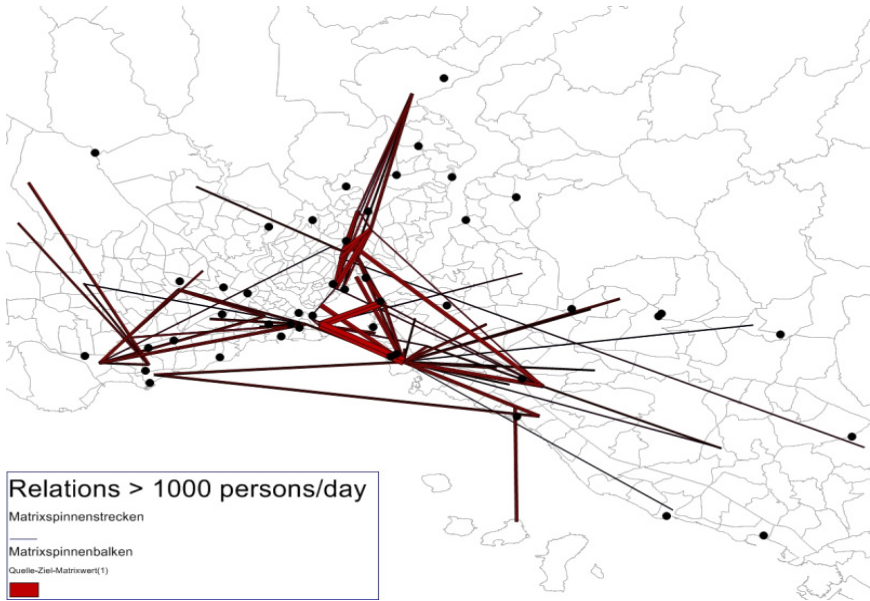 Relations > 1000 persons/day
Matrixspinnenstrecken
Matrixspinnenbalken
Quelle-Ziel-Matrixwert(1)